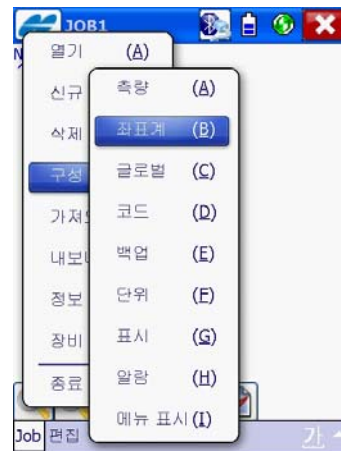 JOB1
열기 (A)
신규
삭제
구성
가져오
내보내
정보
장비
종료
측량 (A)
좌표계 (B)
글로벌 (C)
코드 (D)
백업 (E)
단위 (F)
표시 (G)
알람 (H)
메뉴 표시 (I)
Job 편집
가